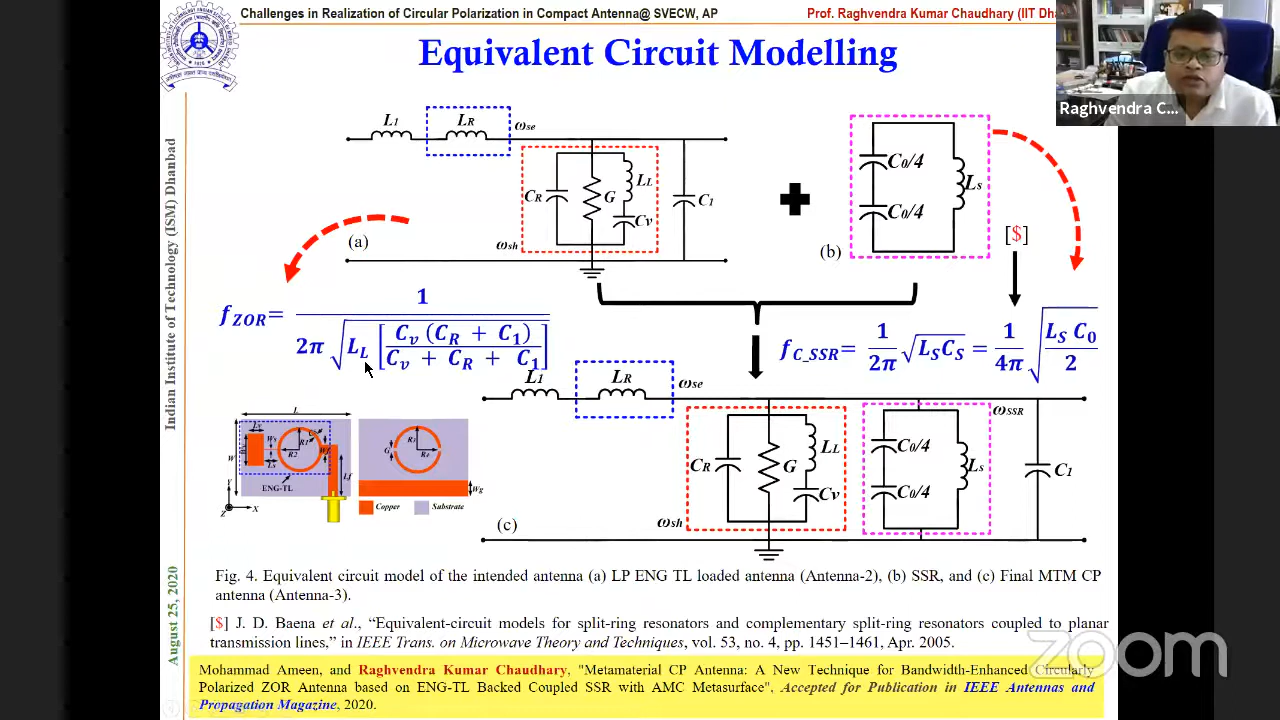 Challenges in Realization of Circular Polarization in Compact Antenna@ SVECW, AP
Prof. Raghvendra Kumar Chaudhary (IIT Dh
Equivalent Circuit Modelling
Raghvendra C...
Indian Institute of Technology (ISM) Dhanbad
August 25, 2020
L1 LR ωse
CR G LL Cv C1
ωsh
(a)
C0/4
C0/4
Ls
(b)
[$]
fZOR= 1 / 2π √ LL [ Cv (CR + C1) / Cv + CR + C1 ]
fC_SSR= 1/2π √LSCS = 1/4π √ LS C0 / 2
L1 LR ωse
ωSSR
CR G LL Cv
C0/4
C0/4
Ls
C1
ωsh
(c)
L
W
R1
R2
Lf
ENG-TL
Y
Z X
R3
R4
G
Wg
Copper Substrate
Fig. 4. Equivalent circuit model of the intended antenna (a) LP ENG TL loaded antenna (Antenna-2), (b) SSR, and (c) Final MTM CP
antenna (Antenna-3).
[$] J. D. Baena et al., “Equivalent-circuit models for split-ring resonators and complementary split-ring resonators coupled to planar
transmission lines,” in IEEE Trans. on Microwave Theory and Techniques, vol. 53, no. 4, pp. 1451–1461, Apr. 2005.
zoom
Mohammad Ameen, and Raghvendra Kumar Chaudhary, "Metamaterial CP Antenna: A New Technique for Bandwidth-Enhanced Circularly
Polarized ZOR Antenna based on ENG-TL Backed Coupled SSR with AMC Metasurface", Accepted for Publication in IEEE Antennas and
Propagation Magazine, 2020.